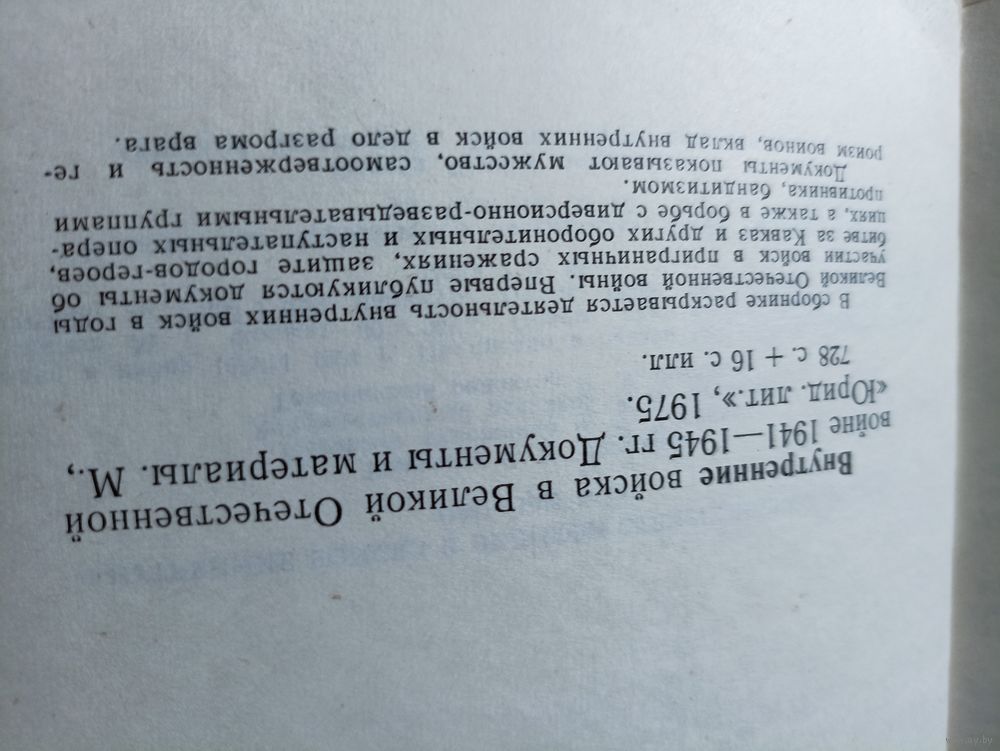 Внутренние войска в Великой Отечественной
войне 1941—1945 гг. Документы и материалы. М.,
«Юрид. лит.», 1975.
728 с. + 16 с. илл.
В сборнике раскрывается деятельность внутренних войск в годы
Великой Отечественной войны. Впервые публикуются документы об
участии войск в приграничных сражениях, защите городов-героев,
битве за Кавказ и других оборонительных и наступательных опера-
циях, а также в борьбе с диверсионно-разведывательными группами
противника, бандитизмом.
Документы показывают мужество, самоотверженность и ге-
роизм воинов, вклад внутренних войск в дело разгрома врага.